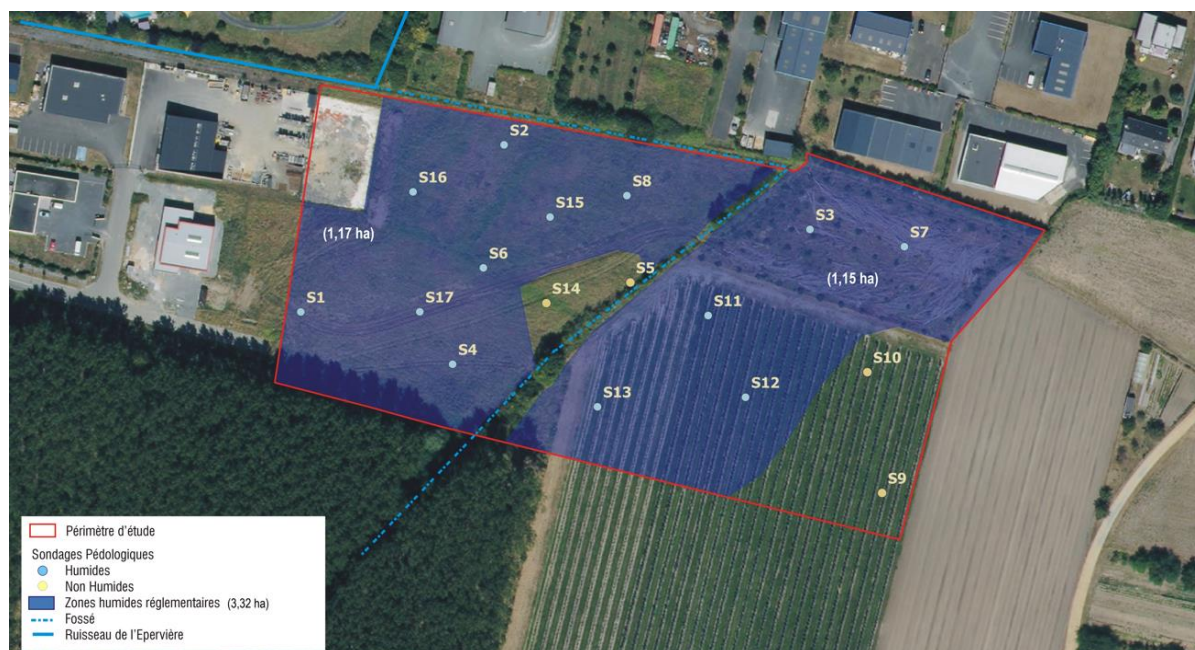 S2
S16
S8
S15
S3
S7
(1,17 ha)
S6
S5
(1,15 ha)
S14
S1
S17
S11
S4
S10
S12
S13
S9
Périmètre d'étude
Sondages Pédologiques
Humides
Non Humides
Zones humides réglementaires (3,32 ha)
Fossé
Ruisseau de l'Epervière